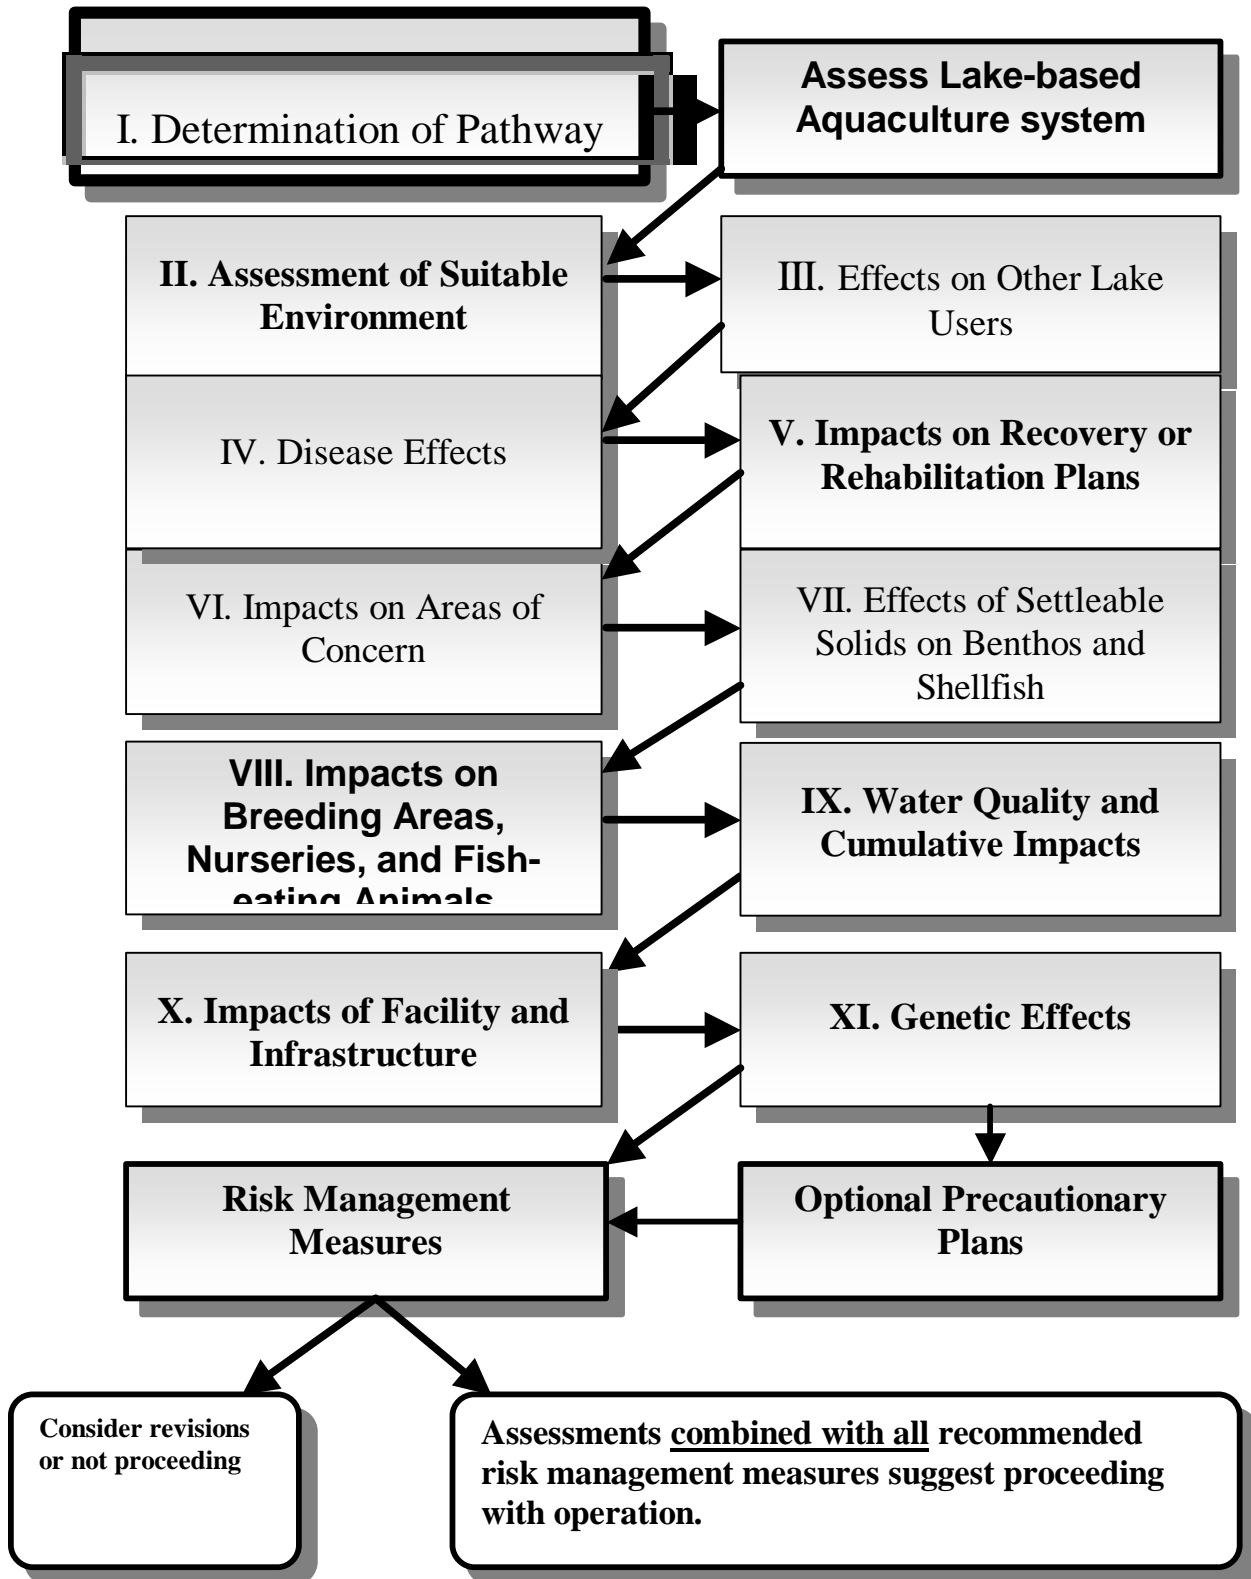 I. Determination of Pathway
Assess Lake-based
Aquaculture system
II. Assessment of Suitable
Environment
III. Effects on Other Lake
Users
IV. Disease Effects
V. Impacts on Recovery or
Rehabilitation Plans
VI. Impacts on Areas of
Concern
VII. Effects of Settleable
Solids on Benthos and
Shellfish
VIII. Impacts on
Breeding Areas,
Nurseries, and Fish-
eating Animals
IX. Water Quality and
Cumulative Impacts
X. Impacts of Facility and
Infrastructure
XI. Genetic Effects
Risk Management
Measures
Optional Precautionary
Plans
Consider revisions
or not proceeding
Assessments combined with all recommended
risk management measures suggest proceeding
with operation.